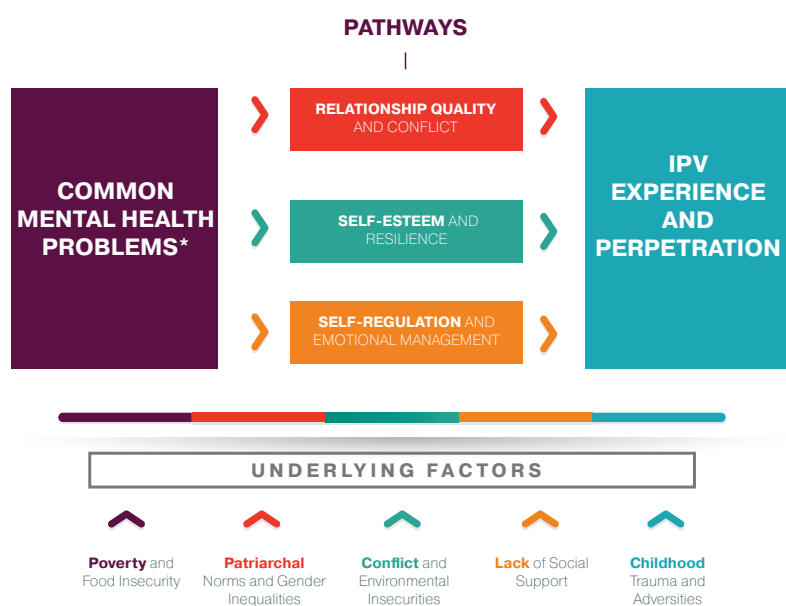 PATHWAYS
COMMON
MENTAL HEALTH
PROBLEMS*
RELATIONSHIP QUALITY
AND CONFLICT
SELF-ESTEEM AND
RESILIENCE
SELF-REGULATION AND
EMOTIONAL MANAGEMENT
IPV
EXPERIENCE
AND
PERPETRATION
UNDERLYING FACTORS
Poverty and
Food Insecurity
Patriarchal
Norms and Gender
Inequalities
Conflict and
Environmental
Insecurities
Lack of Social
Support
Childhood
Trauma and
Adversities